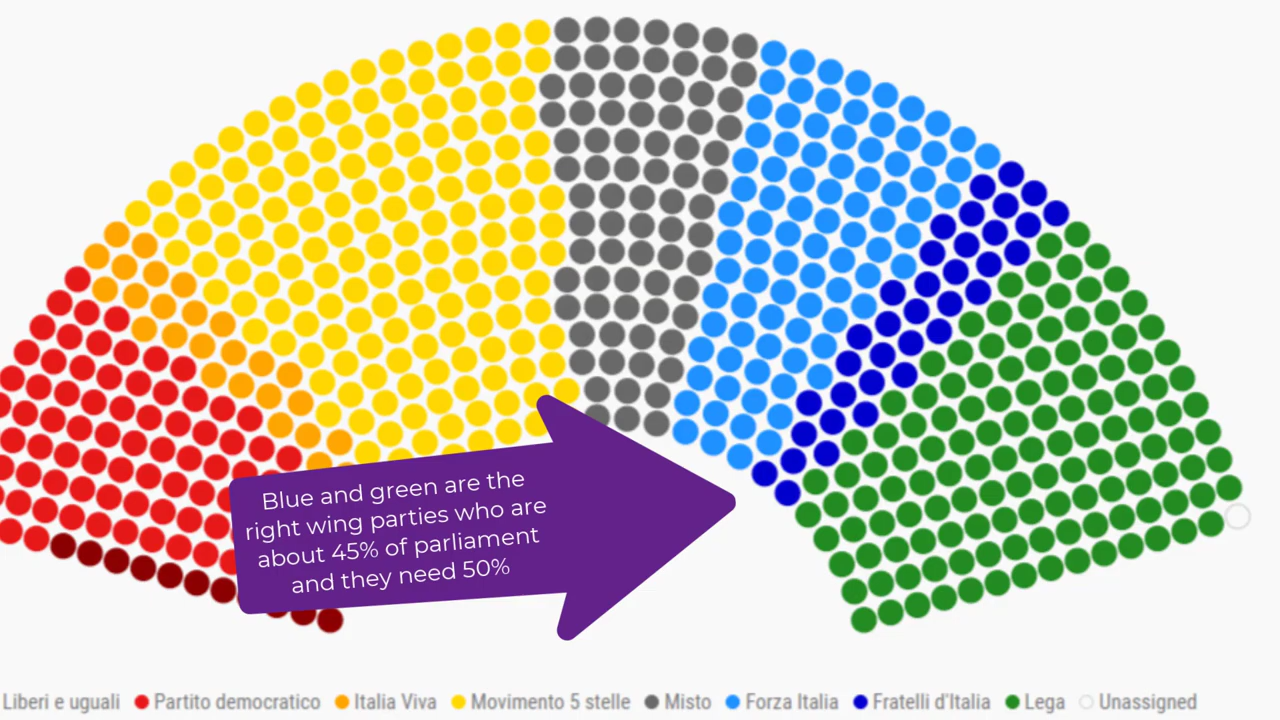 Blue and green are the
right wing parties who are
about 45% of parliament
and they need 50%
Liberi e uguali Partito democratico Italia Viva Movimento 5 stelle Misto Forza Italia Fratelli d'Italia Lega Unassigned